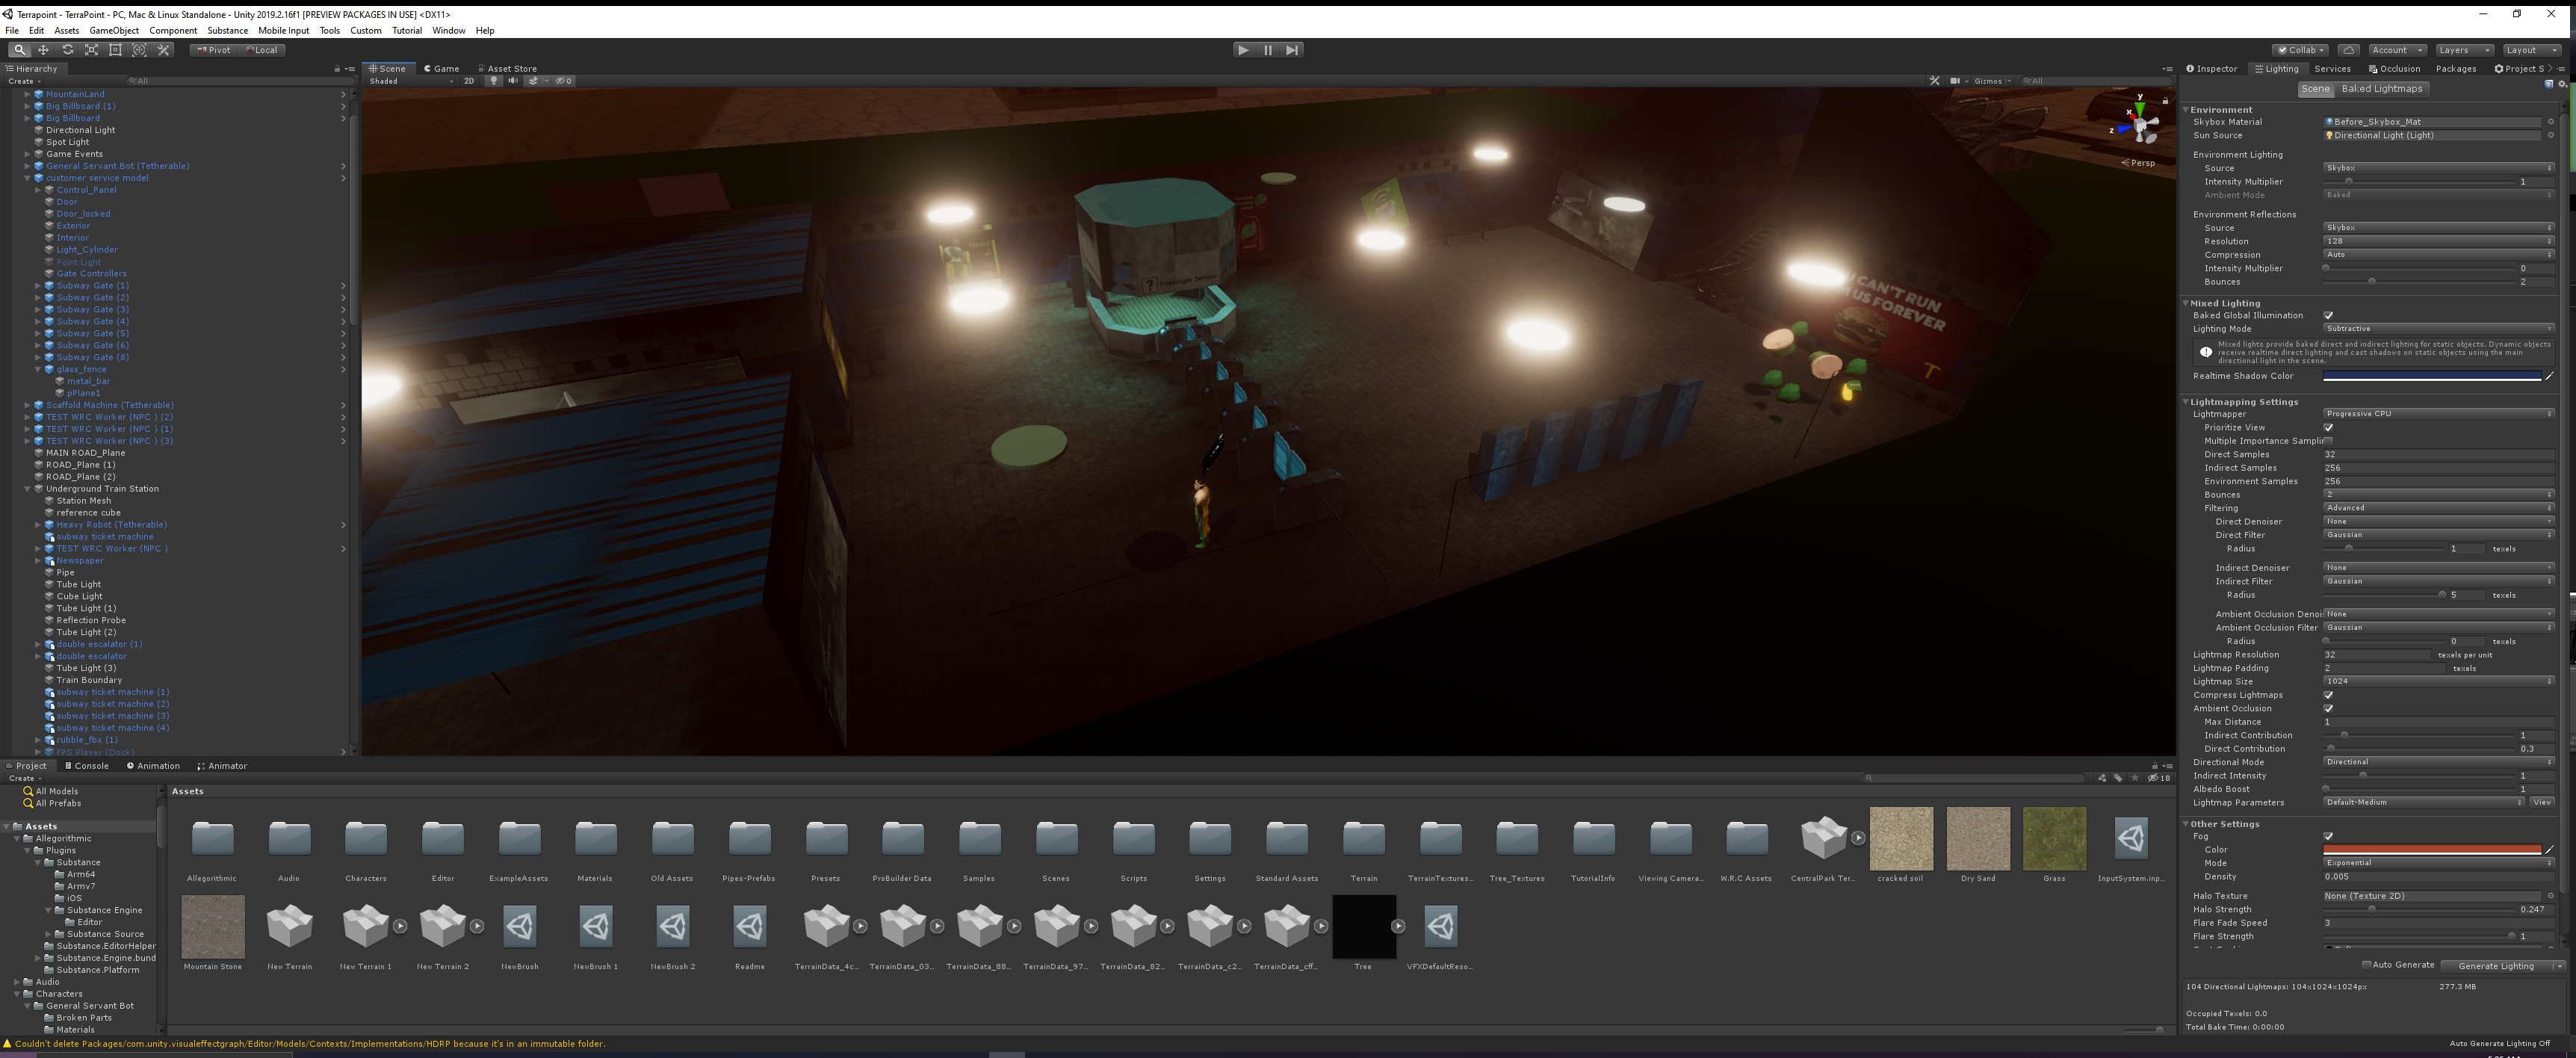 Terrapoint - TerraPoint - PC, Mac & Linux Standalone - Unity 2019.2.16f1 [PREVIEW PACKAGES IN USE] <DX11>
File Edit Assets GameObject Component Substance Mobile Input Tools Custom Tutorial Window Help
Pivot Local
Collab Account Layers Layout
Hierarchy
Create All
MountainLand
Big Billboard (1)
Big Billboard
Directional Light
Spot Light
Game Events
General Servant Bot (Tetherable)
customer service model
Control_Panel
Door
Door_locked
Exterior
Interior
Light_Cylinder
Point Light
Gate Controllers
Subway Gate (1)
Subway Gate (2)
Subway Gate (3)
Subway Gate (4)
Subway Gate (5)
Subway Gate (6)
Subway Gate (8)
glass_fence
metal_bar
pPlane1
Scaffold Machine (Tetherable)
TEST WRC Worker (NPC ) (2)
TEST WRC Worker (NPC ) (1)
TEST WRC Worker (NPC ) (3)
MAIN ROAD_Plane
ROAD_Plane (1)
ROAD_Plane (2)
Underground Train Station
Station Mesh
reference cube
Heavy Robot (Tetherable)
subway ticket machine
TEST WRC Worker (NPC )
Newspaper
Pipe
Tube Light
Cube Light
Tube Light (1)
Reflection Probe
Tube Light (2)
double escalator (1)
double escalator
Tube Light (3)
Train Boundary
subway ticket machine (1)
subway ticket machine (2)
subway ticket machine (3)
subway ticket machine (4)
rubble_fbx (1)
FPS Player (Dock)
Scene Game Asset Store
Shaded 2D 0 Gizmos All
y
x
z
Persp
? Passenger Service
CAN'T RUN
US FOREVER
T
Inspector Lighting Services Occlusion Packages Project S
Scene Baked Lightmaps
Environment
Skybox Material Before_Skybox_Mat
Sun Source Directional Light (Light)
Environment Lighting
Source Skybox
Intensity Multiplier 1
Ambient Mode Baked
Environment Reflections
Source Skybox
Resolution 128
Compression Auto
Intensity Multiplier 0
Bounces 2
Mixed Lighting
Baked Global Illumination
Lighting Mode Subtractive
Mixed lights provide baked direct and indirect lighting for static objects. Dynamic objects
receive realtime direct lighting and cast shadows on static objects using the main
directional light in the scene.
Realtime Shadow Color
Lightmapping Settings
Lightmapper Progressive CPU
Prioritize View
Multiple Importance Samplin
Direct Samples 32
Indirect Samples 256
Environment Samples 256
Bounces 2
Filtering Advanced
Direct Denoiser None
Direct Filter Gaussian
Radius 1 texels
Indirect Denoiser None
Indirect Filter Gaussian
Radius 5 texels
Ambient Occlusion Denoi None
Ambient Occlusion Filter Gaussian
Radius 0 texels
Lightmap Resolution 32 texels per unit
Lightmap Padding 2 texels
Lightmap Size 1024
Compress Lightmaps
Ambient Occlusion
Max Distance 1
Indirect Contribution 1
Direct Contribution 0.3
Directional Mode Directional
Indirect Intensity 1
Albedo Boost 1
Lightmap Parameters Default-Medium View
Other Settings
Fog
Color
Mode Exponential
Density 0.005
Halo Texture None (Texture 2D)
Halo Strength 0.247
Flare Fade Speed 3
Flare Strength 1
Auto Generate Generate Lighting
104 Directional Lightmaps: 104x1024x1024px 277.3 MB
Occupied Texels: 0.0
Total Bake Time: 0:00:00
Project Console Animation Animator
Create 18
All Models
All Prefabs
Assets
Allegorithmic
Plugins
Substance
Arm64
Armv7
iOS
Substance Engine
Editor
Substance Source
Substance.EditorHelper
Substance.Engine.bund
Substance.Platform
Audio
Characters
General Servant Bot
Broken Parts
Materials
Assets
Allegorithmic Audio Characters Editor ExampleAssets Materials Old Assets Pipes-Prefabs Presets ProBuilder Data Samples Scenes Scripts Settings Standard Assets Terrain TerrainTextures... Tree_Textures TutorialInfo Viewing Camera... W.R.C Assets CentralPark Ter... cracked soil Dry Sand Grass InputSystem.inp...
Mountain Stone New Terrain New Terrain 1 New Terrain 2 NewBrush NewBrush 1 NewBrush 2 Readme TerrainData_4c... TerrainData_03... TerrainData_88... TerrainData_97... TerrainData_82... TerrainData_c2... TerrainData_cff... Tree VFXDefaultReso...
Couldn't delete Packages/com.unity.visualeffectgraph/Editor/Models/Contexts/Implementations/HDRP because it's in an immutable folder.
Auto Generate Lighting Off